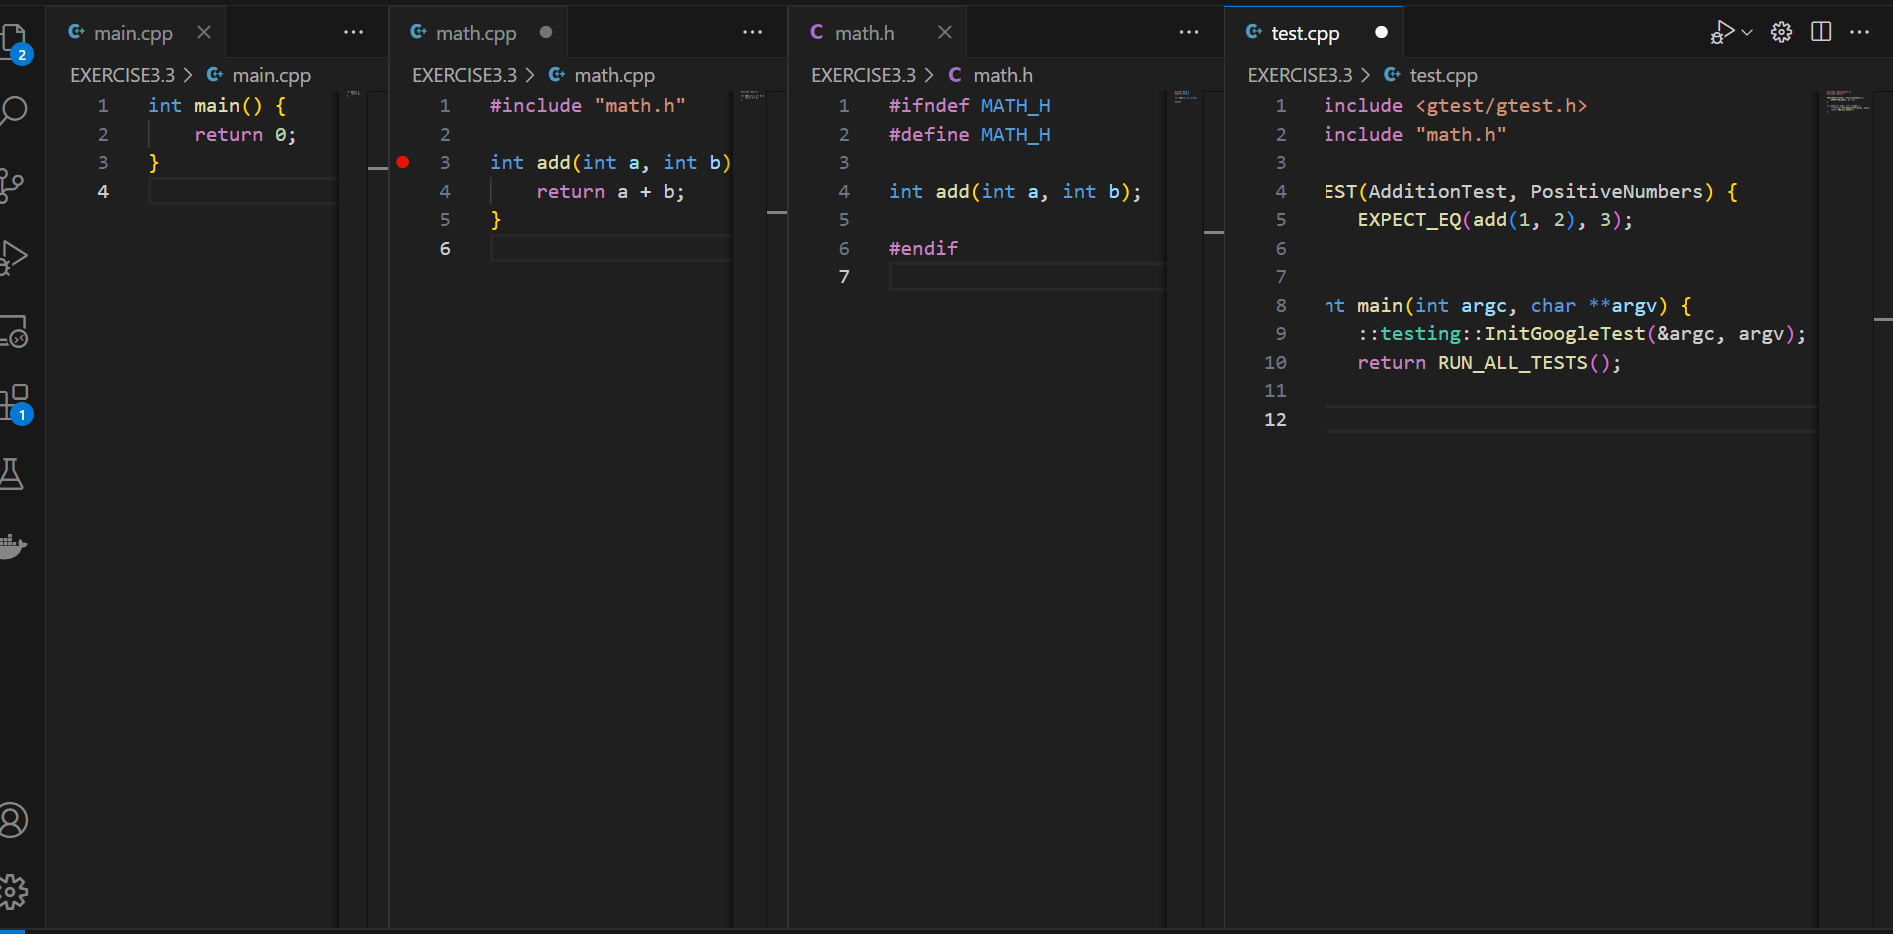 main.cpp
math.cpp
math.h
test.cpp
2
1
EXERCISE3.3 > main.cpp
1 int main() {
2 return 0;
3 }
4
EXERCISE3.3 > math.cpp
1 #include "math.h"
2
3 int add(int a, int b)
4 return a + b;
5 }
6
EXERCISE3.3 > math.h
1 #ifndef MATH_H
2 #define MATH_H
3
4 int add(int a, int b);
5
6 #endif
7
EXERCISE3.3 > test.cpp
1 include <gtest/gtest.h>
2 include "math.h"
3
4 EST(AdditionTest, PositiveNumbers) {
5 EXPECT_EQ(add(1, 2), 3);
6
7
8 nt main(int argc, char **argv) {
9 ::testing::InitGoogleTest(&argc, argv);
10 return RUN_ALL_TESTS();
11
12